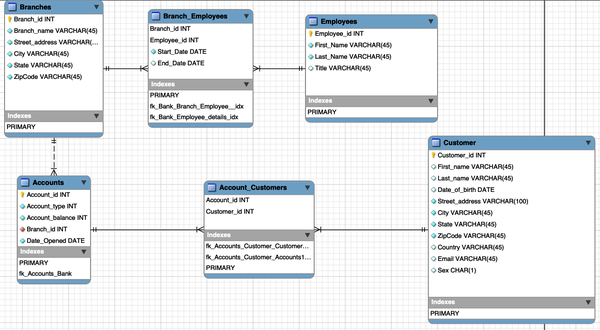 Branches
Branch_id INT
Branch_name VARCHAR(45)
Street_address VARCHAR(...
City VARCHAR(45)
State VARCHAR(45)
ZipCode VARCHAR(45)
Indexes
PRIMARY
Branch_Employees
Branch_id INT
Employee_id INT
Start_Date DATE
End_Date DATE
Indexes
PRIMARY
fk_Bank_Branch_Employee__idx
fk_Bank_Employee_details_idx
Employees
Employee_id INT
First_Name VARCHAR(45)
Last_Name VARCHAR(45)
Title VARCHAR(45)
Indexes
PRIMARY
Accounts
Account_id INT
Account_type INT
Account_balance INT
Branch_id INT
Date_Opened DATE
Indexes
PRIMARY
fk_Accounts_Bank
Account_Customers
Account_id INT
Customer_id INT
Indexes
fk_Accounts_Customer_Customer...
fk_Accounts_Customer_Accounts1...
PRIMARY
Customer
Customer_id INT
First_name VARCHAR(45)
Last_name VARCHAR(45)
Date_of_birth DATE
Street_address VARCHAR(100)
City VARCHAR(45)
State VARCHAR(45)
ZipCode VARCHAR(45)
Country VARCHAR(45)
Email VARCHAR(45)
Sex CHAR(1)
Indexes
PRIMARY